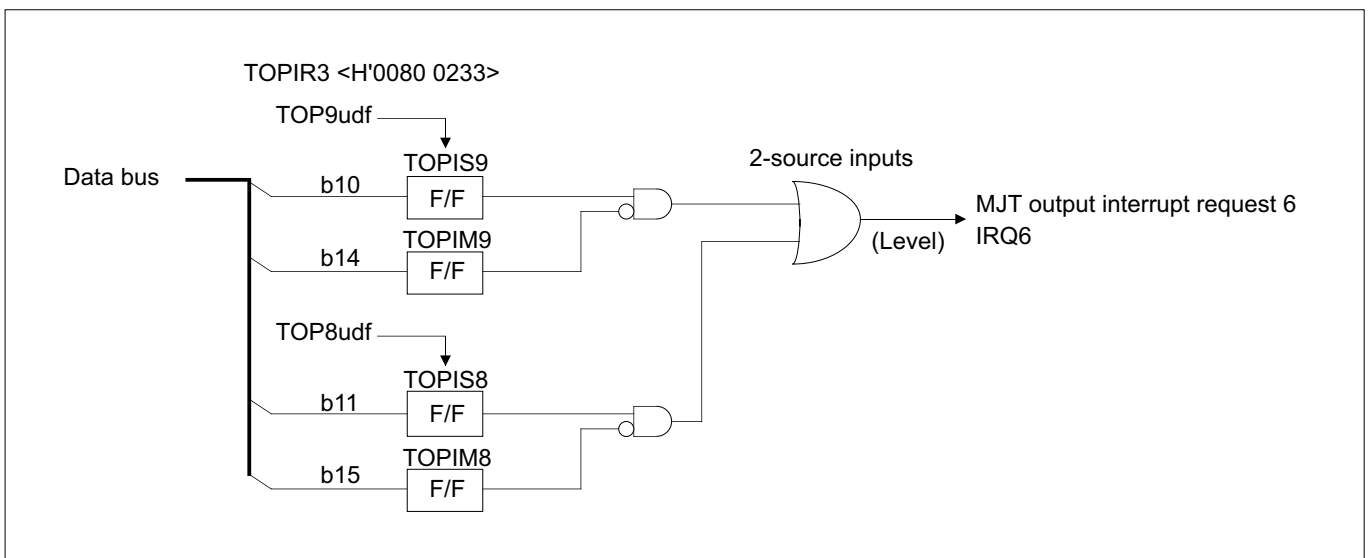 TOPIR3 <H'0080 0233>
TOP9udf
TOPIS9
2-source inputs
Data bus
b10
F/F
MJT output interrupt request 6
TOPIM9
(Level)
IRQ6
b14
F/F
TOP8udf
TOPIS8
b11
F/F
TOPIM8
b15
F/F